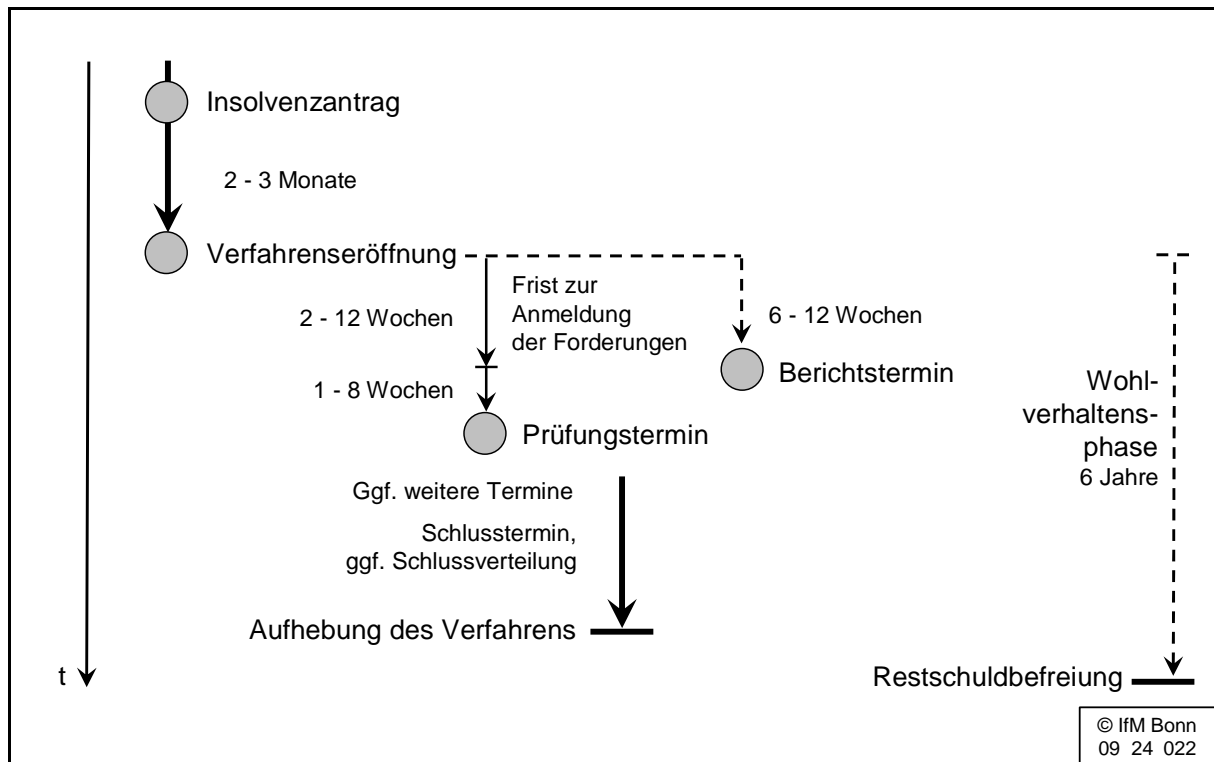 Insolvenzantrag
2 - 3 Monate
Verfahrenseröffnung
2 - 12 Wochen
Frist zur
Anmeldung
der Forderungen
6 - 12 Wochen
Berichtstermin
1 - 8 Wochen
Prüfungstermin
Wohl-
verhaltens-
phase
6 Jahre
Ggf. weitere Termine
Schlusstermin,
ggf. Schlussverteilung
Aufhebung des Verfahrens
t
Restschuldbefreiung
© IfM Bonn
09 24 022